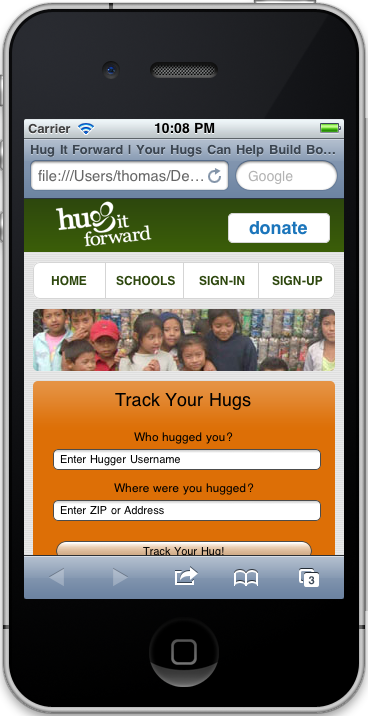 Carrier 10:08 PM
Hug It Forward | Your Hugs Can Help Build Bo...
file:///Users/thomas/De... Google
hug it
forward
donate
HOME SCHOOLS SIGN-IN SIGN-UP
Track Your Hugs
Who hugged you?
Enter Hugger Username
Where were you hugged?
Enter ZIP or Address
Track Your Hug!
3